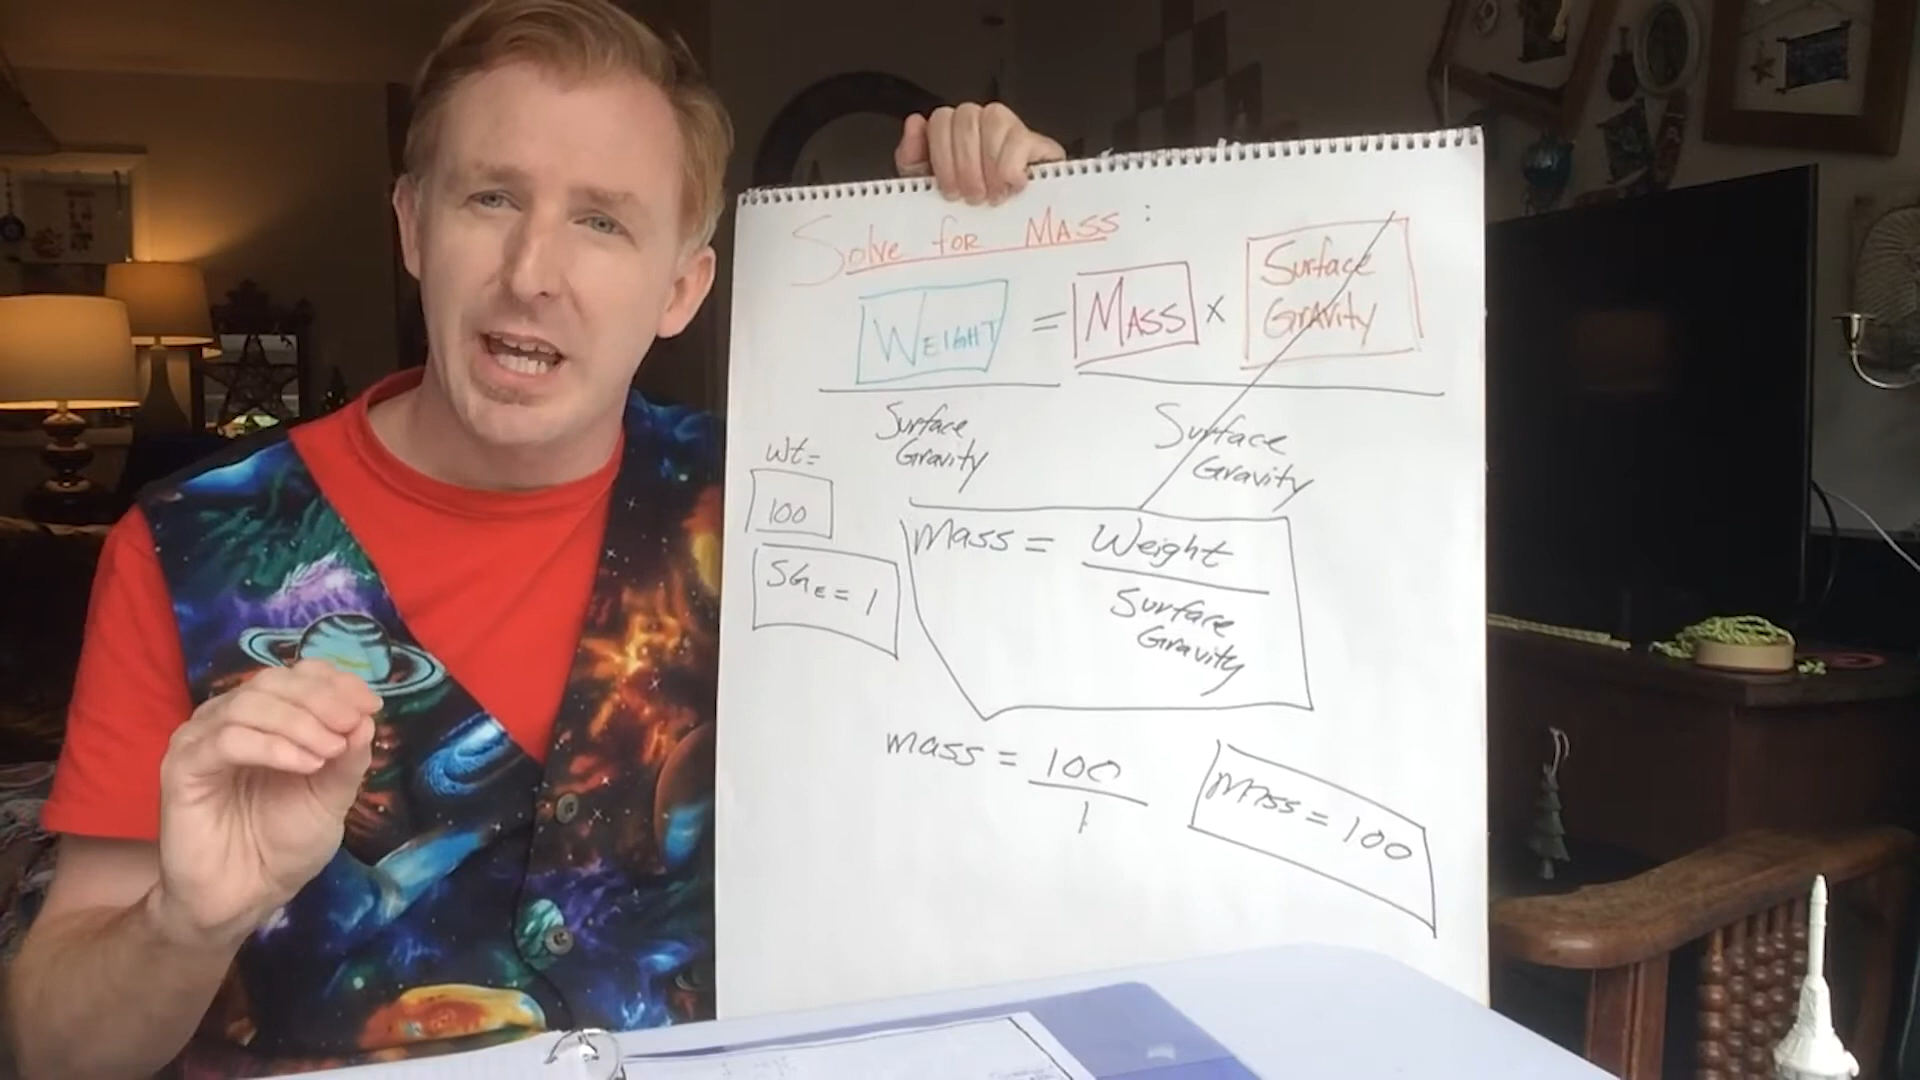 Solve for MASS :
WEIGHT = MASS x Surface Gravity
Surface Gravity
Surface Gravity
wt =
100
SGE = 1
Mass = Weight
Surface
Gravity
mass = 100
1
Mass = 100